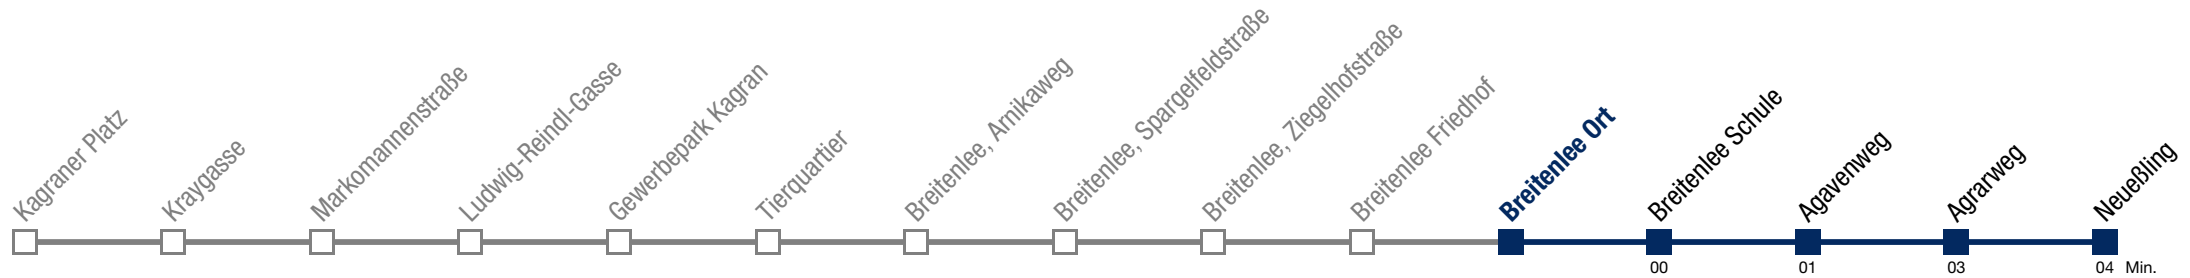 Kagraner Platz
Kraygasse
Markomannenstraße
Ludwig-Reindl-Gasse
Gewerbepark Kagran
Tierquartier
Breitenlee, Arnikaweg
Breitenlee, Spargelfeldstraße
Breitenlee, Ziegelhofstraße
Breitenlee Friedhof
Breitenlee Ort
Breitenlee Schule
Agavenweg
Agrarweg
Neueßling
00 01 03 04 Min.